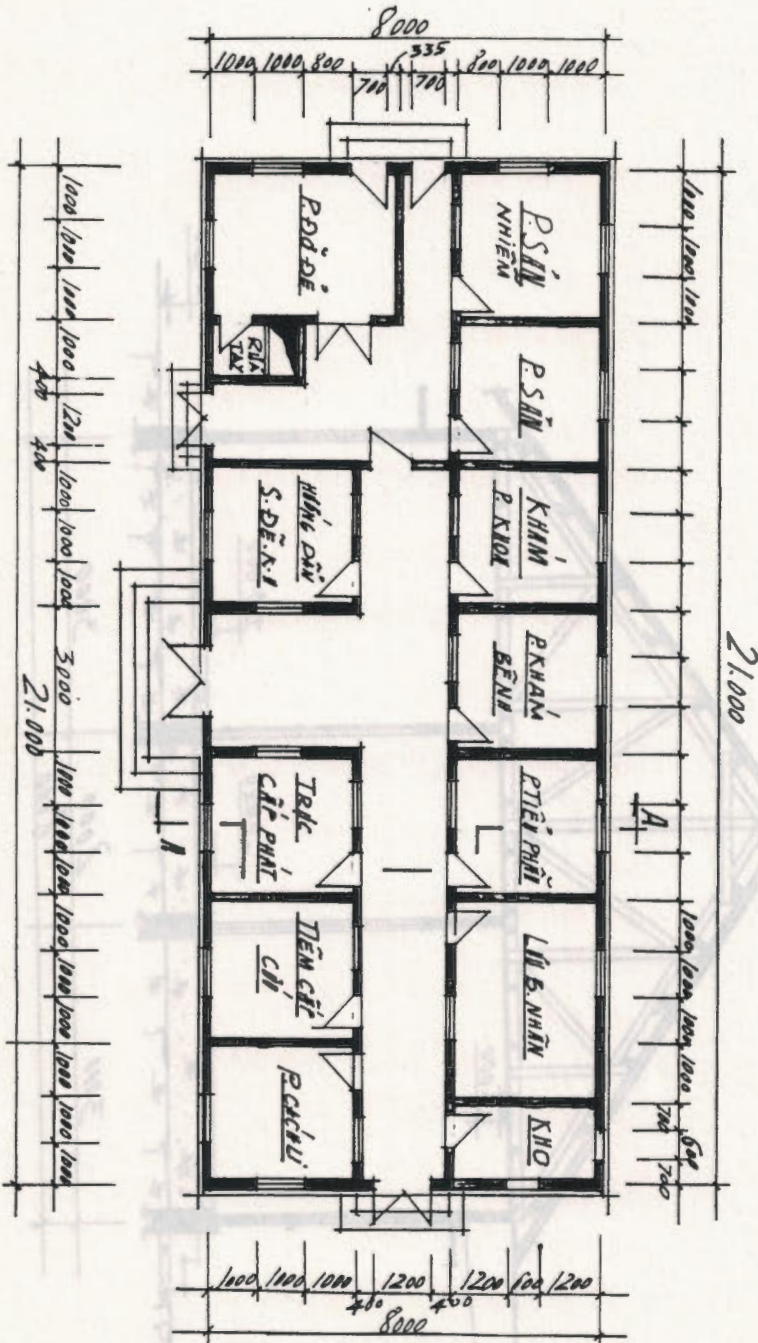 8000
1000 1000 800 335 800 1000 1000
700 700
P. ĐỠ ĐẺ
P. SẢN
NHIỄM
RỬA
TAY
P. SẢN
HƯỚNG DẪN
S. ĐẺ. K.H
KHÁM
P. KHOA
P. KHÁM
BỆNH
TRỰC
CẤP PHÁT
P. TIỂU PHẪU
TIÊM CẤP
CỨU
LƯU B. NHÂN
P. CÁCH LI
KHO
A
A
1000 1000 1000 1000 400 1200 400 1000 1000 1000 3000 1000 1000 1000 1000 1000 1000 1000 1000 1000
21.000
1000 1000 1000
1000 1000 1000 1000 700 600 700
21.000
1000 1000 1000 400 1200 400 1200 600 1200
8000